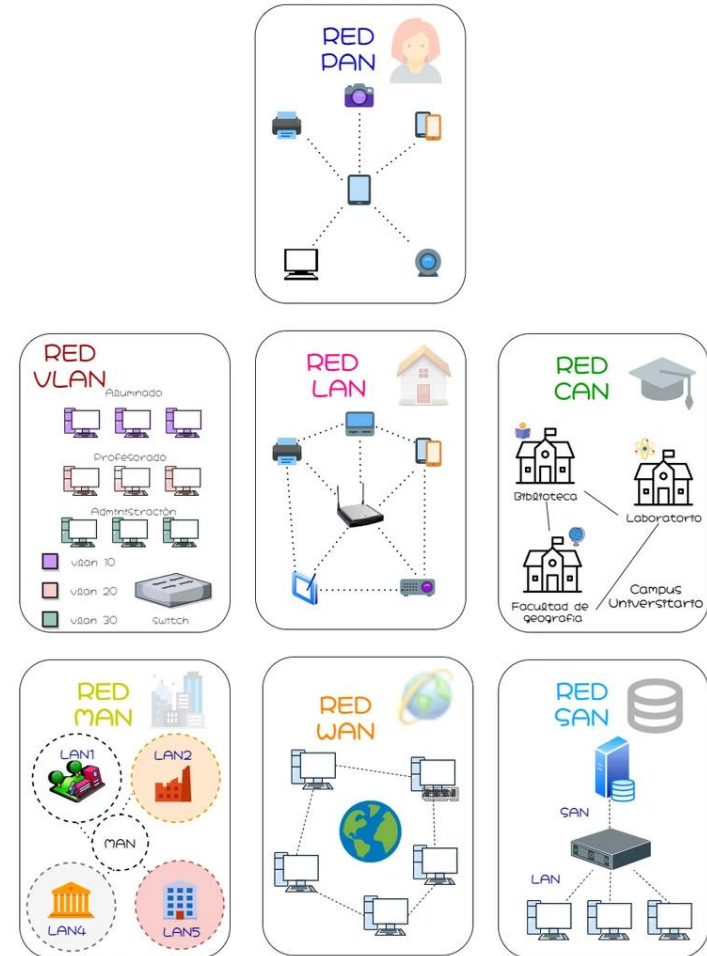 RED
PAN
RED
VLAN
Alumnado
Profesorado
Administración
vlan 10
vlan 20
vlan 30
switch
RED
LAN
RED
CAN
Biblioteca
Laboratorio
Facultad de
geografia
Campus
Universitario
RED
MAN
LAN1
LAN2
MAN
LAN4
LAN5
RED
WAN
RED
SAN
SAN
LAN